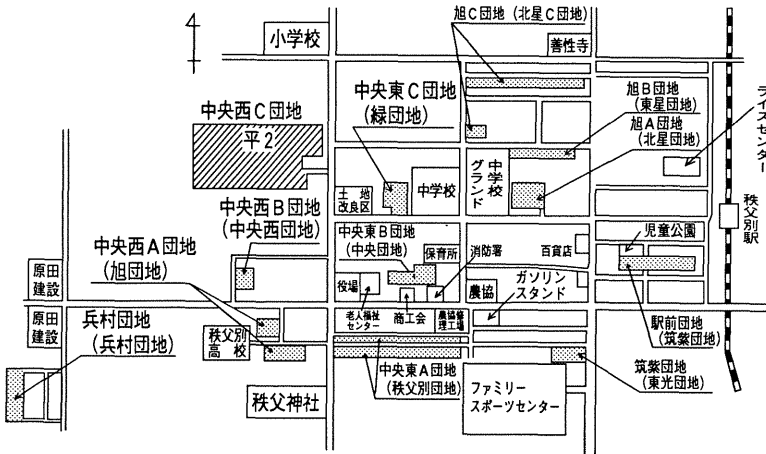 旭C団地(北星C団地)
小学校
善性寺
中央東C団地
(緑団地)
旭B団地
(東星団地)
旭A団地
(北星団地)
ライスセンター
中央西C団地
平2
中学校
グランド
中学校
土地
改良区
秩父別駅
中央西B団地
(中央西団地)
中央東B団地
(中央団地)
保育所
消防署
百貨店
児童公園
中央西A団地
(旭団地)
原田
建設
役場
農協
ガソリン
スタンド
原田
建設
兵村団地
(兵村団地)
秩父別
高校
老人福祉
センター
商工会
農協修
理工場
駅前団地
(筑紫団地)
中央東A団地
(秩父別団地)
筑紫団地
(東光団地)
秩父神社
ファミリー
スポーツセンター